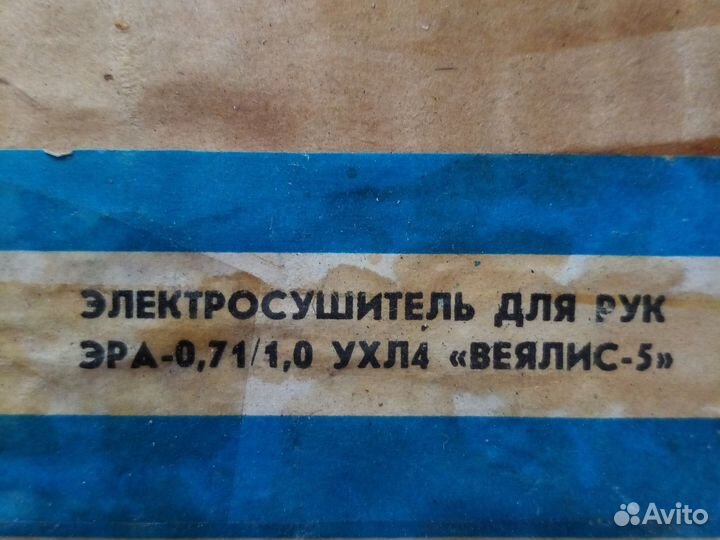 ЭЛЕКТРОСУШИТЕЛЬ ДЛЯ РУК
ЭРА-0,71/1,0 УХЛ4 «ВЕЯЛИС-5»
Avito